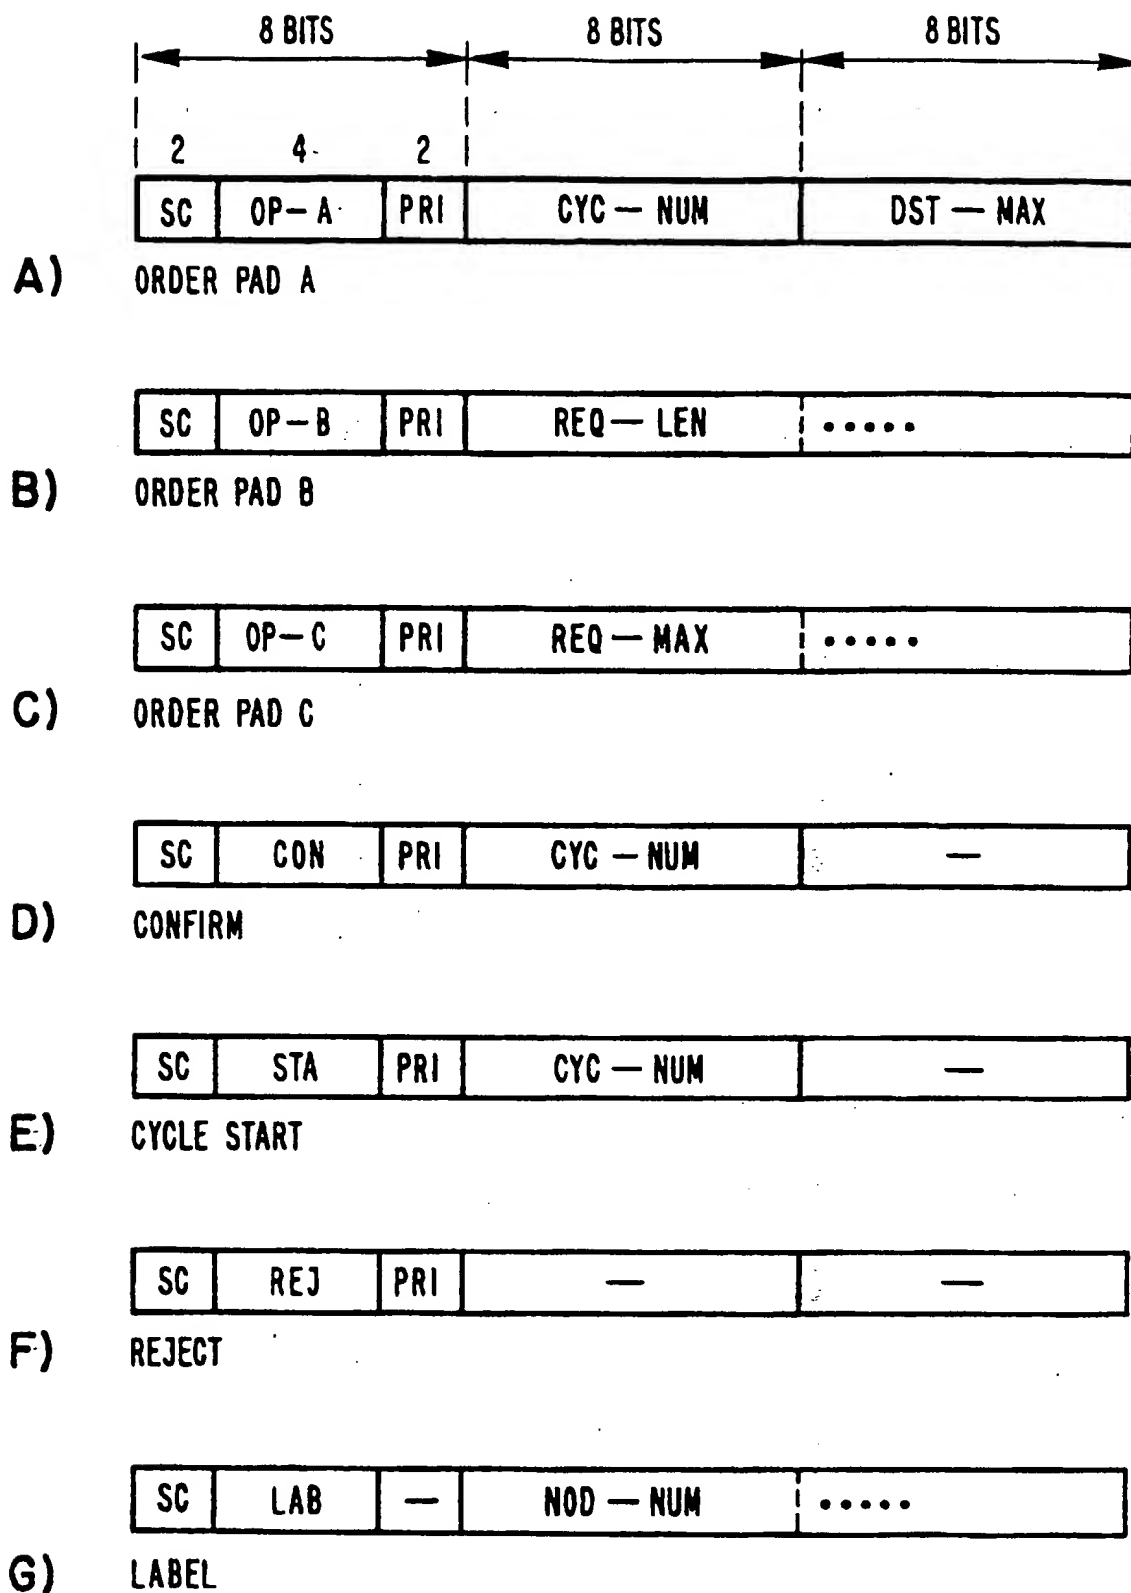 8 BITS 8 BITS 8 BITS
2 4 2
SC OP-A PRI CYC — NUM DST — MAX
A) ORDER PAD A
SC OP-B PRI REQ — LEN •••••
B) ORDER PAD B
SC OP-C PRI REQ — MAX •••••
C) ORDER PAD C
SC CON PRI CYC — NUM —
D) CONFIRM
SC STA PRI CYC — NUM —
E) CYCLE START
SC REJ PRI — —
F) REJECT
SC LAB — NOD — NUM •••••
G) LABEL